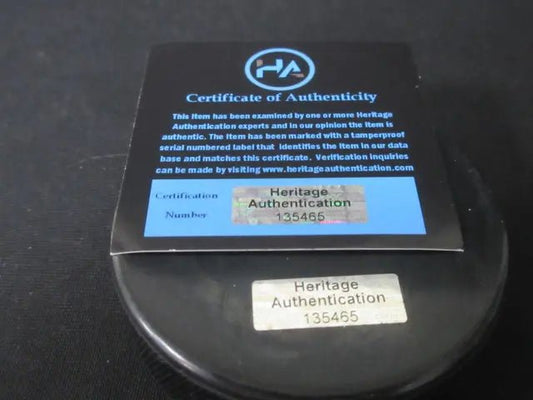 HA
Certificate of Authenticity
This item has been examined by one or more Heritage
Authentication experts and in our opinion the item is
authentic. The item has been marked with a tamperproof
serial numbered label that identifies the item in our data
base and matches this certificate. Verification inquiries
can be made by visiting www.heritageauthentication.com
Certification
Number
Heritage
Authentication
135465
Heritage
Authentication
135465